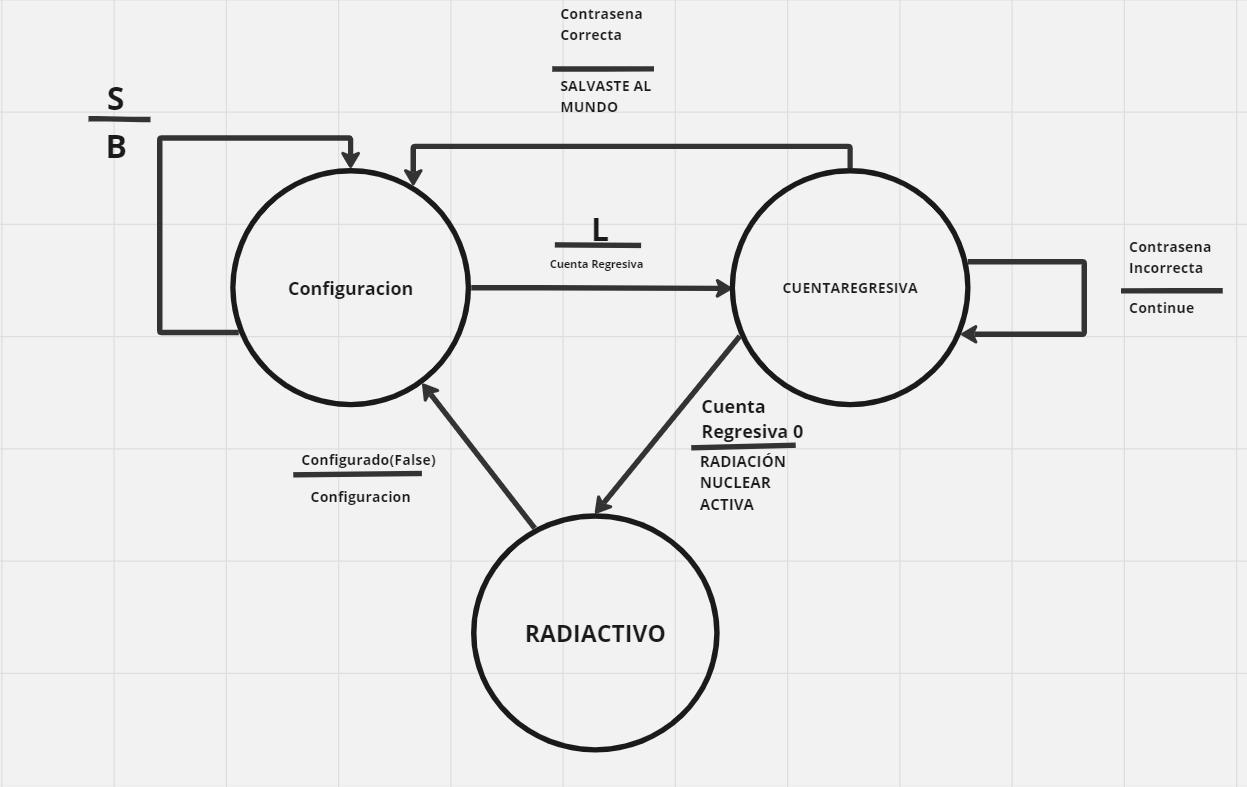 Contrasena
Correcta
SALVASTE AL
MUNDO
S
B
L
Cuenta Regresiva
Contrasena
Incorrecta
Continue
Configuracion
CUENTAREGRESIVA
Cuenta
Regresiva 0
RADIACIÓN
NUCLEAR
ACTIVA
Configurado(False)
Configuracion
RADIACTIVO